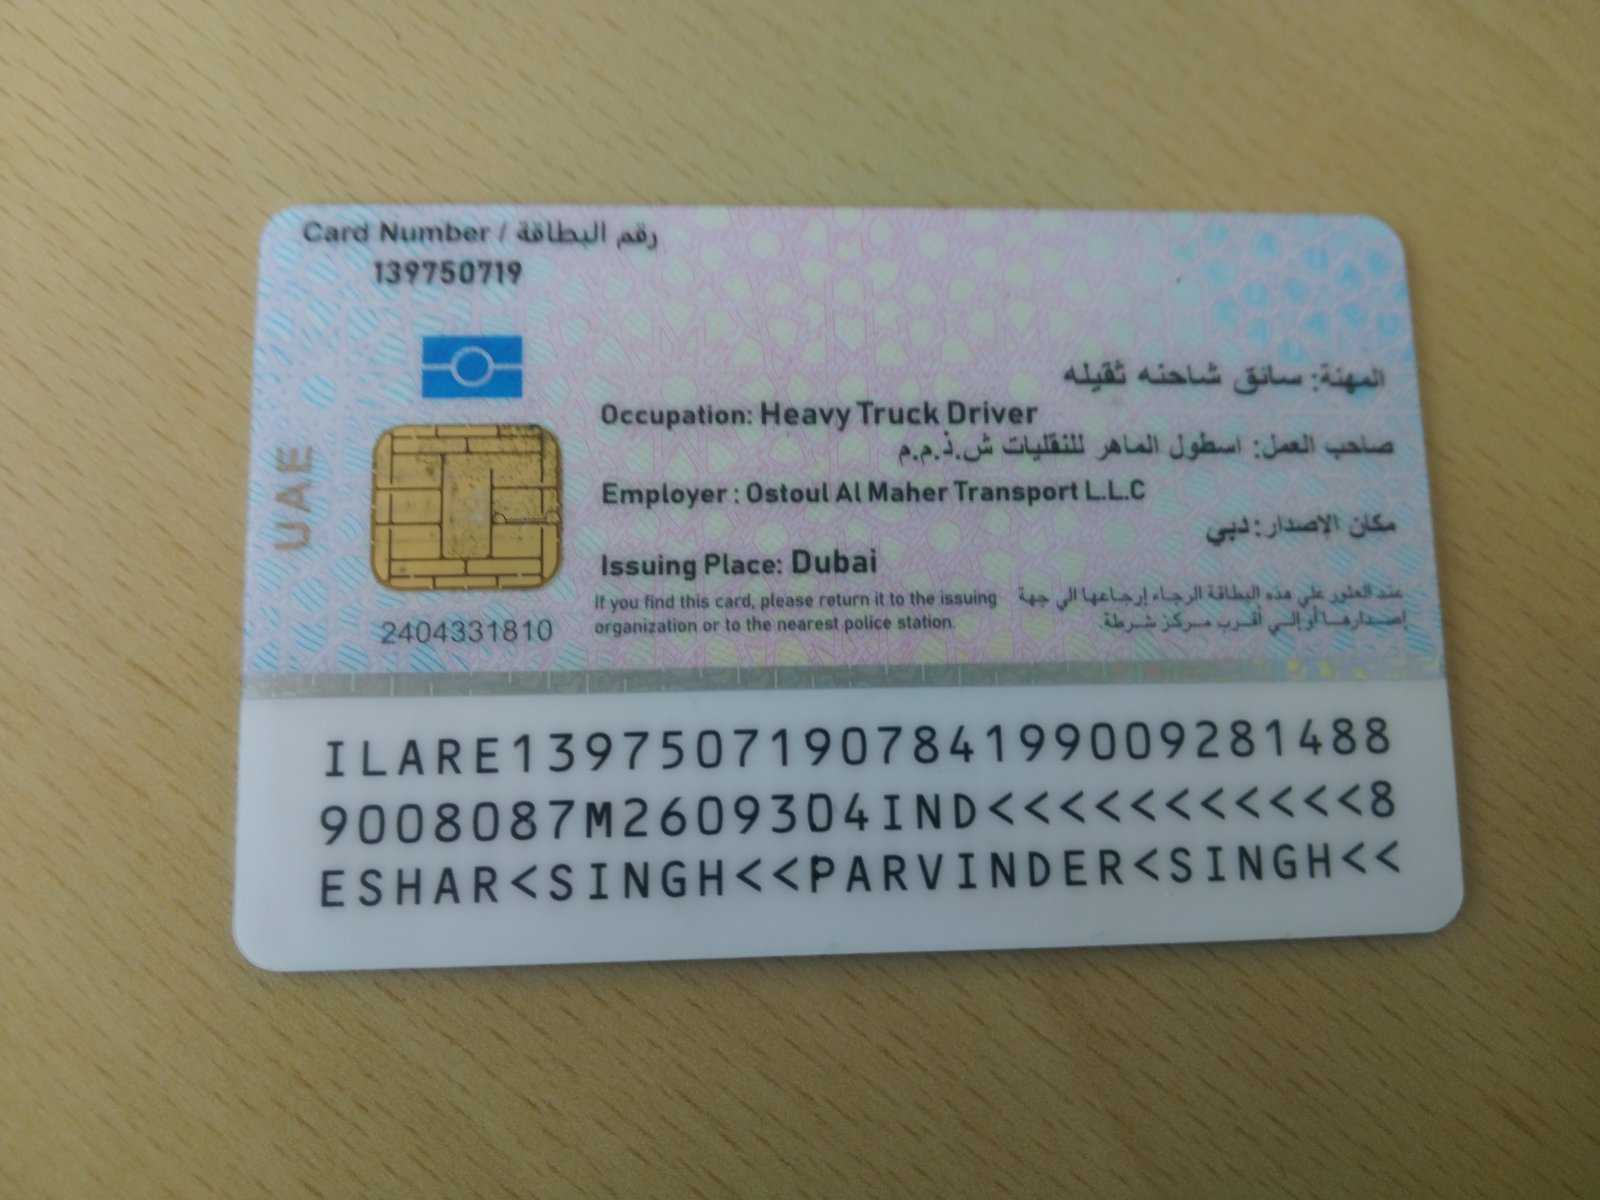 Card Number / رقم البطاقة
139750719
المهنة: سائق شاحنه ثقيله
Occupation: Heavy Truck Driver
صاحب العمل: اسطول الماهر للنقليات ش.ذ.م.م
Employer : Ostoul Al Maher Transport L.L.C
مكان الاصدار: دبي
Issuing Place: Dubai
UAE
If you find this card, please return it to the issuing
organization or to the nearest police station.
عند العثور علي هذه البطاقة الرجاء إرجاعها الي جهة
إصدارها أو إلي أقرب مركز شرطة.
2404331810
ILARE1397507190784199009281488
9008087M2609304IND<<<<<<<<<<<8
ESHAR<SINGH<<PARVINDER<SINGH<<